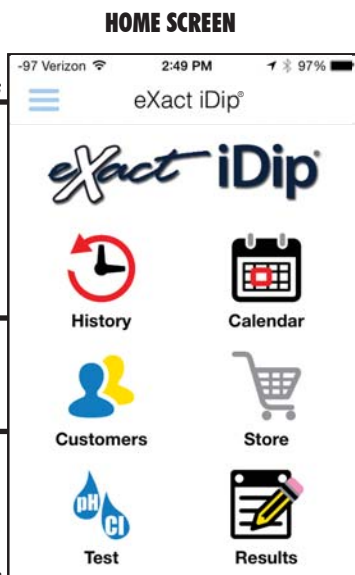 HOME SCREEN
-97 Verizon 2:49 PM 97%
eXact iDip®
eXact iDip®
History Calendar
Customers Store
pH
Cl
Test Results